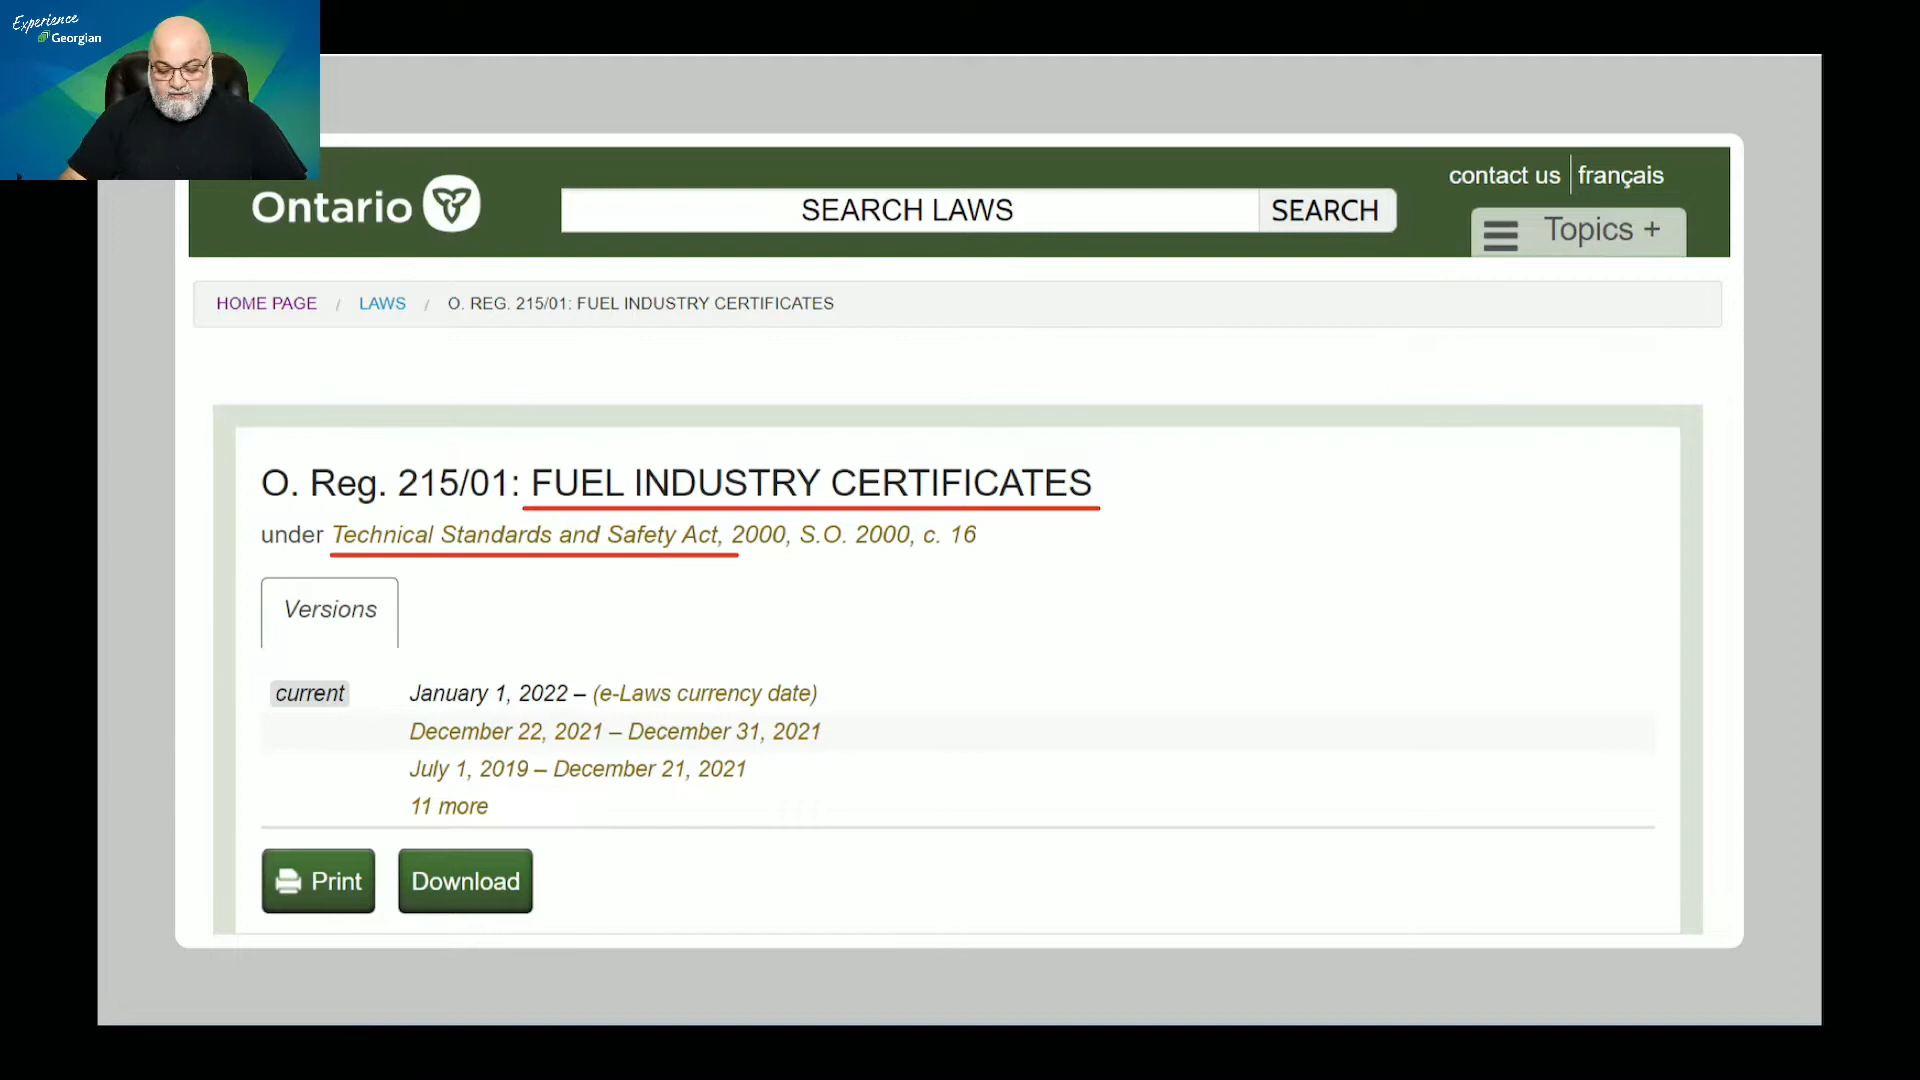 Experience
Georgian
Ontario
SEARCH LAWS
SEARCH
contact us
français
Topics +
HOME PAGE / LAWS / O. REG. 215/01: FUEL INDUSTRY CERTIFICATES
O. Reg. 215/01: FUEL INDUSTRY CERTIFICATES
under Technical Standards and Safety Act, 2000, S.O. 2000, c. 16
Versions
current January 1, 2022 – (e-Laws currency date)
December 22, 2021 – December 31, 2021
July 1, 2019 – December 21, 2021
11 more
Print
Download